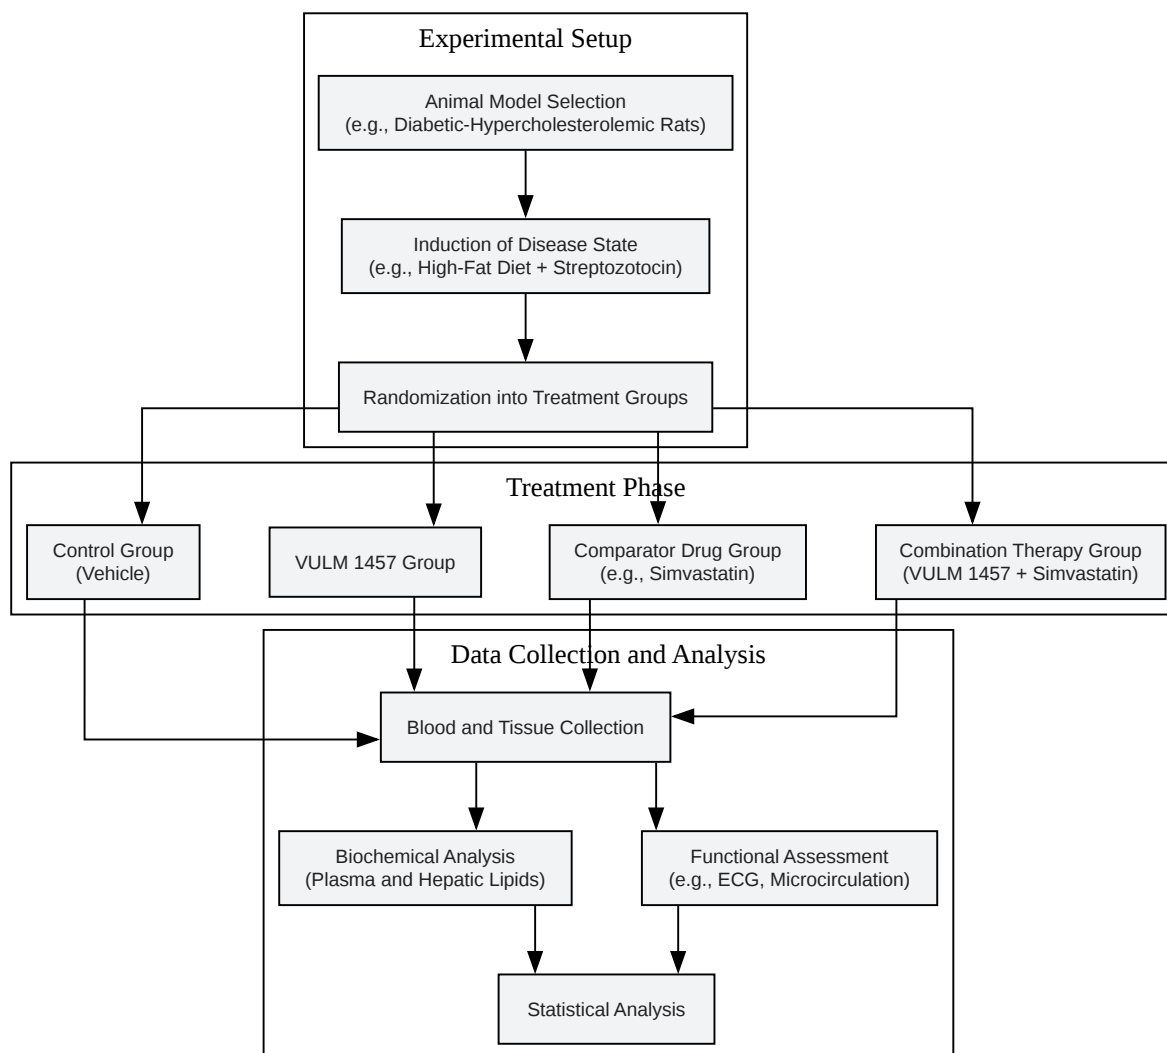 Experimental Setup
Animal Model Selection
(e.g., Diabetic-Hypercholesterolemic Rats)
Induction of Disease State
(e.g., High-Fat Diet + Streptozotocin)
Randomization into Treatment Groups
Treatment Phase
Control Group
(Vehicle)
VULM 1457 Group
Comparator Drug Group
(e.g., Simvastatin)
Combination Therapy Group
(VULM 1457 + Simvastatin)
Data Collection and Analysis
Blood and Tissue Collection
Biochemical Analysis
(Plasma and Hepatic Lipids)
Functional Assessment
(e.g., ECG, Microcirculation)
Statistical Analysis